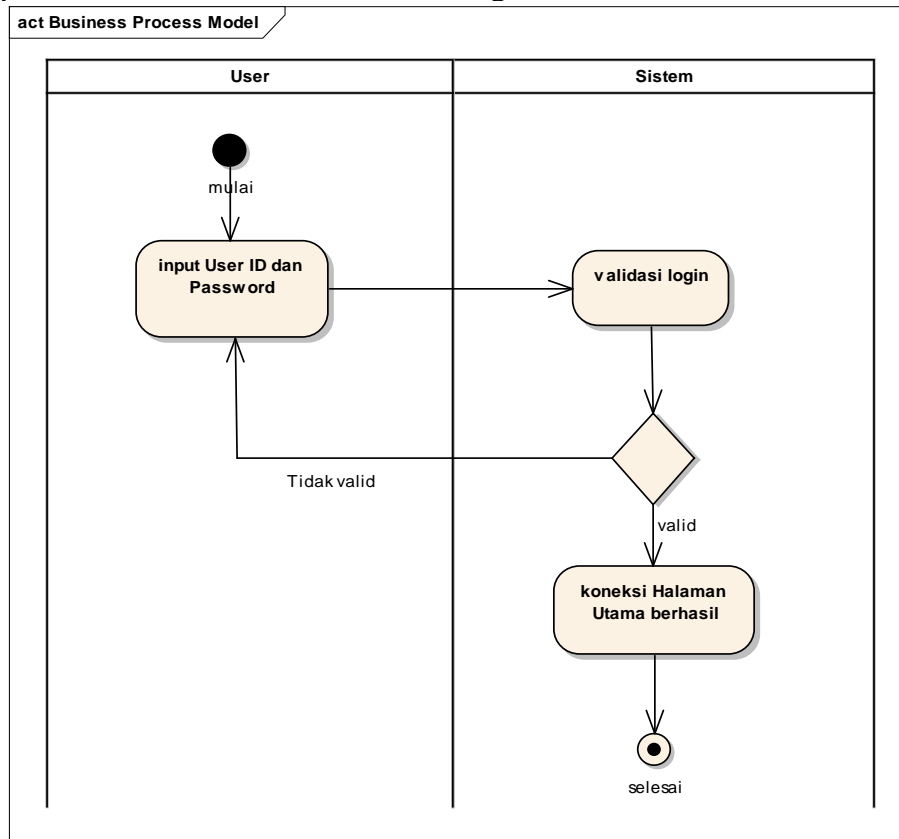 act Business Process Model
User
Sistem
mulai
input User ID dan
Password
validasi login
Tidak valid
valid
koneksi Halaman
Utama berhasil
selesai